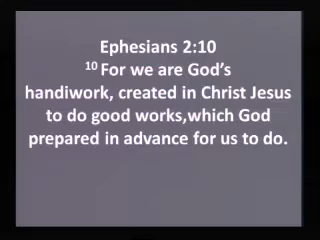 Ephesians 2:10
10 For we are God's
handiwork, created in Christ Jesus
to do good works,which God
prepared in advance for us to do.